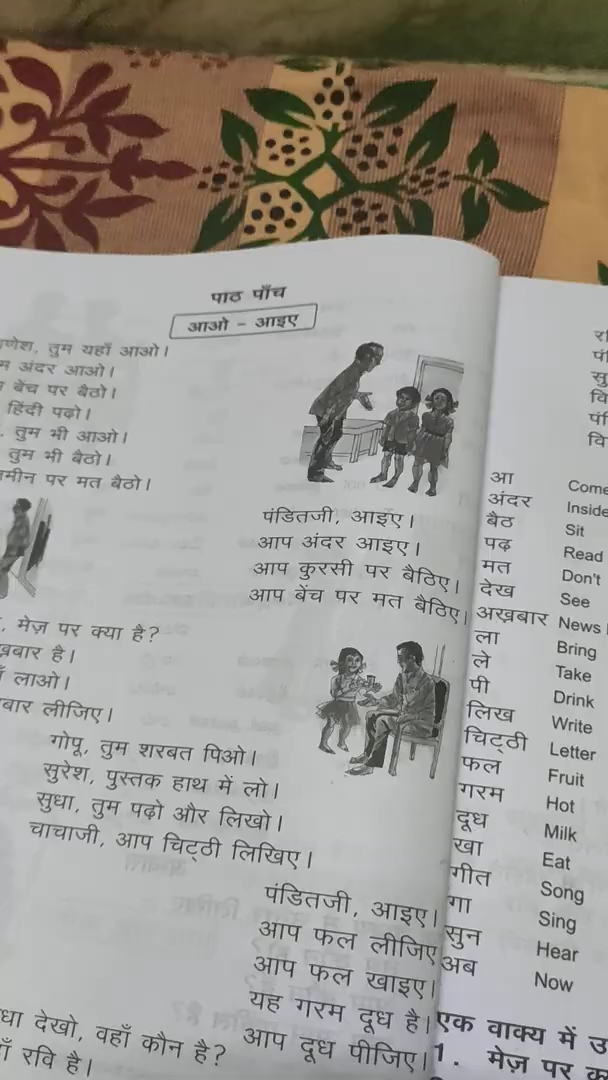 पाठ पाँच
आओ - आइए
तुम यहाँ आओ।
अंदर आओ।
बेंच पर बैठो।
हिंदी पढ़ो।
तुम भी आओ।
तुम भी बैठो।
पर मत बैठो।
पंडितजी, आइए।
आप अंदर आइए।
आप कुरसी पर बैठिए।
आप बेंच पर मत बैठिए।
मेज़ पर क्या है?
है।
लाओ।
लीजिए।
गोपू, तुम शरबत पिओ।
सुरेश, पुस्तक हाथ में लो।
सुधा, तुम पढ़ो और लिखो।
चाचाजी, आप चिट्ठी लिखिए।
पंडितजी, आइए।
आप फल लीजिए
आप फल खाइए।
यह गरम दूध है।
आप दूध पीजिए।
देखो, वहाँ कौन है?
रवि है।
आ Come
अंदर Inside
बैठ Sit
पढ़ Read
मत Don't
देख See
अख़बार News
ला Bring
ले Take
पी Drink
लिख Write
चिट्ठी Letter
फल Fruit
गरम Hot
दूध Milk
खा Eat
गीत Song
गा Sing
सुन Hear
अब Now
एक वाक्य में
1. मेज़ पर